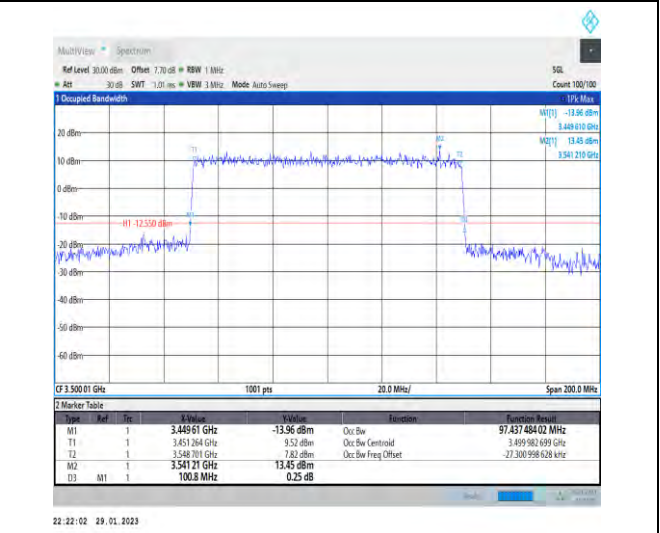 MultiView Spectrum
Ref Level 30.00 dBm Offset 7.70 dB RBW 1 MHz SGL
Att 30 dB SWT 1.01 ms VBW 3 MHz Mode Auto Sweep Count 100/100
1 Occupied Bandwidth 1Pk Max
M1[1] -13.96 dBm
3.449 610 GHz
M2[1] 13.45 dBm
3.541 210 GHz
20 dBm
M2
T1
T2
10 dBm
0 dBm
-10 dBm
M1
H1 -12.550 dBm
-20 dBm
-30 dBm
-40 dBm
-50 dBm
-60 dBm
CF 3.500 01 GHz 1001 pts 20.0 MHz/ Span 200.0 MHz
2 Marker Table
Type Ref Trc X-Value Y-Value Function Function Result
M1 1 3.449 61 GHz -13.96 dBm Occ Bw 97.437 484 02 MHz
T1 1 3.451 264 GHz 9.52 dBm Occ Bw Centroid 3.499 982 699 GHz
T2 1 3.548 701 GHz 7.82 dBm Occ Bw Freq Offset -27.300 998 628 kHz
M2 1 3.541 21 GHz 13.45 dBm
D3 M1 1 100.8 MHz 0.25 dB
22:22:02 29.01.2023